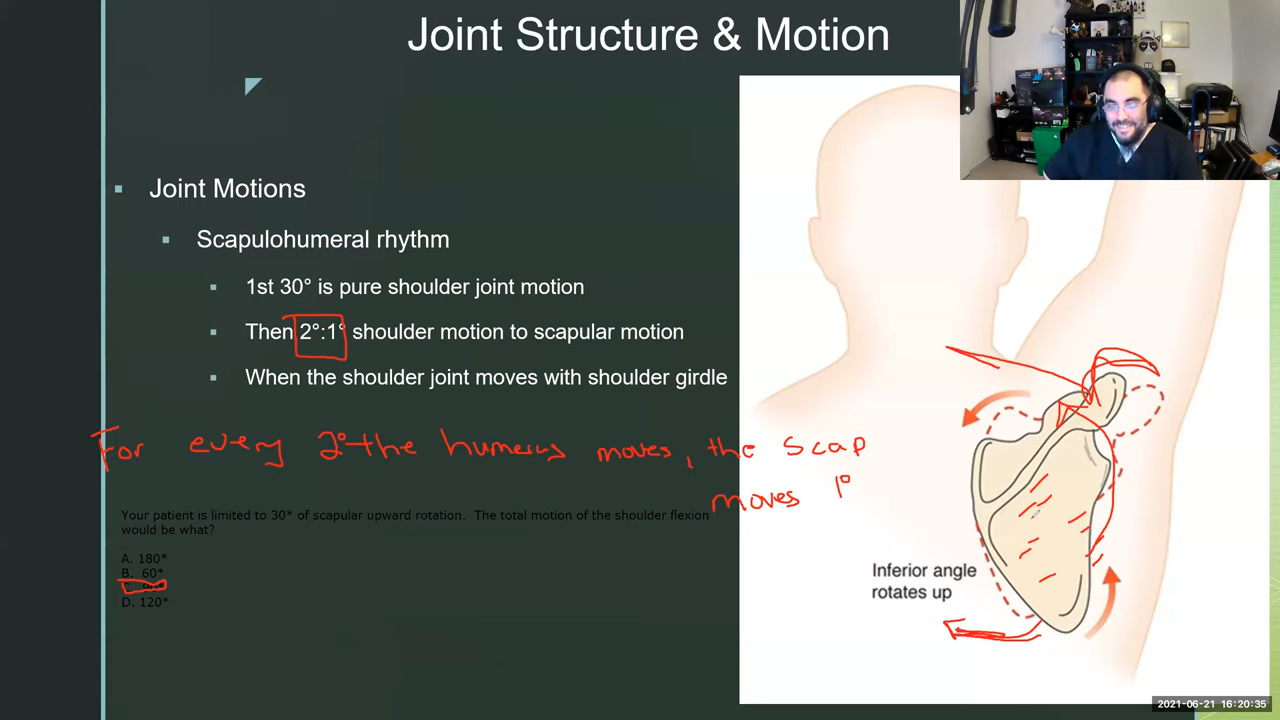 Joint Structure & Motion
Joint Motions
Scapulohumeral rhythm
1st 30° is pure shoulder joint motion
Then 2°:1° shoulder motion to scapular motion
When the shoulder joint moves with shoulder girdle
For every 2° the humerus moves, the scap
moves 1°
Your patient is limited to 30* of scapular upward rotation. The total motion of the shoulder flexion
would be what?
A. 180*
B. 60*
D. 120*
Inferior angle
rotates up
2021-06-21 16:20:35